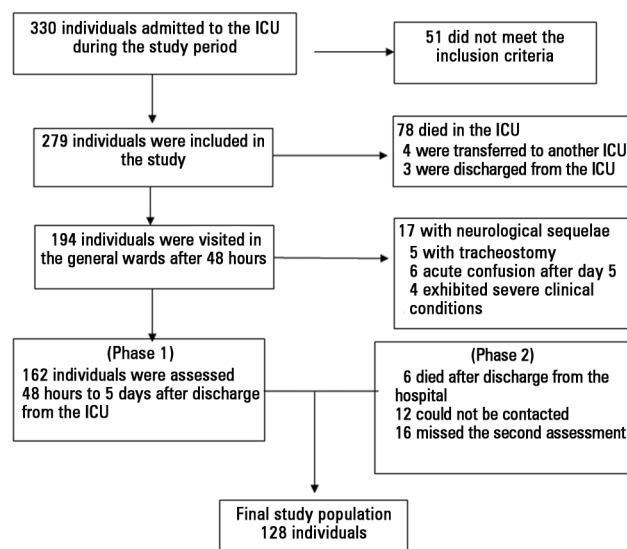 330 individuals admitted to the ICU
during the study period
51 did not meet the
inclusion criteria
279 individuals were included in
the study
78 died in the ICU
4 were transferred to another ICU
3 were discharged from the ICU
194 individuals were visited in
the general wards after 48 hours
17 with neurological sequelae
5 with tracheostomy
6 acute confusion after day 5
4 exhibited severe clinical
conditions
(Phase 1)
162 individuals were assessed
48 hours to 5 days after discharge
from the ICU
(Phase 2)
6 died after discharge from the
hospital
12 could not be contacted
16 missed the second assessment
Final study population
128 individuals